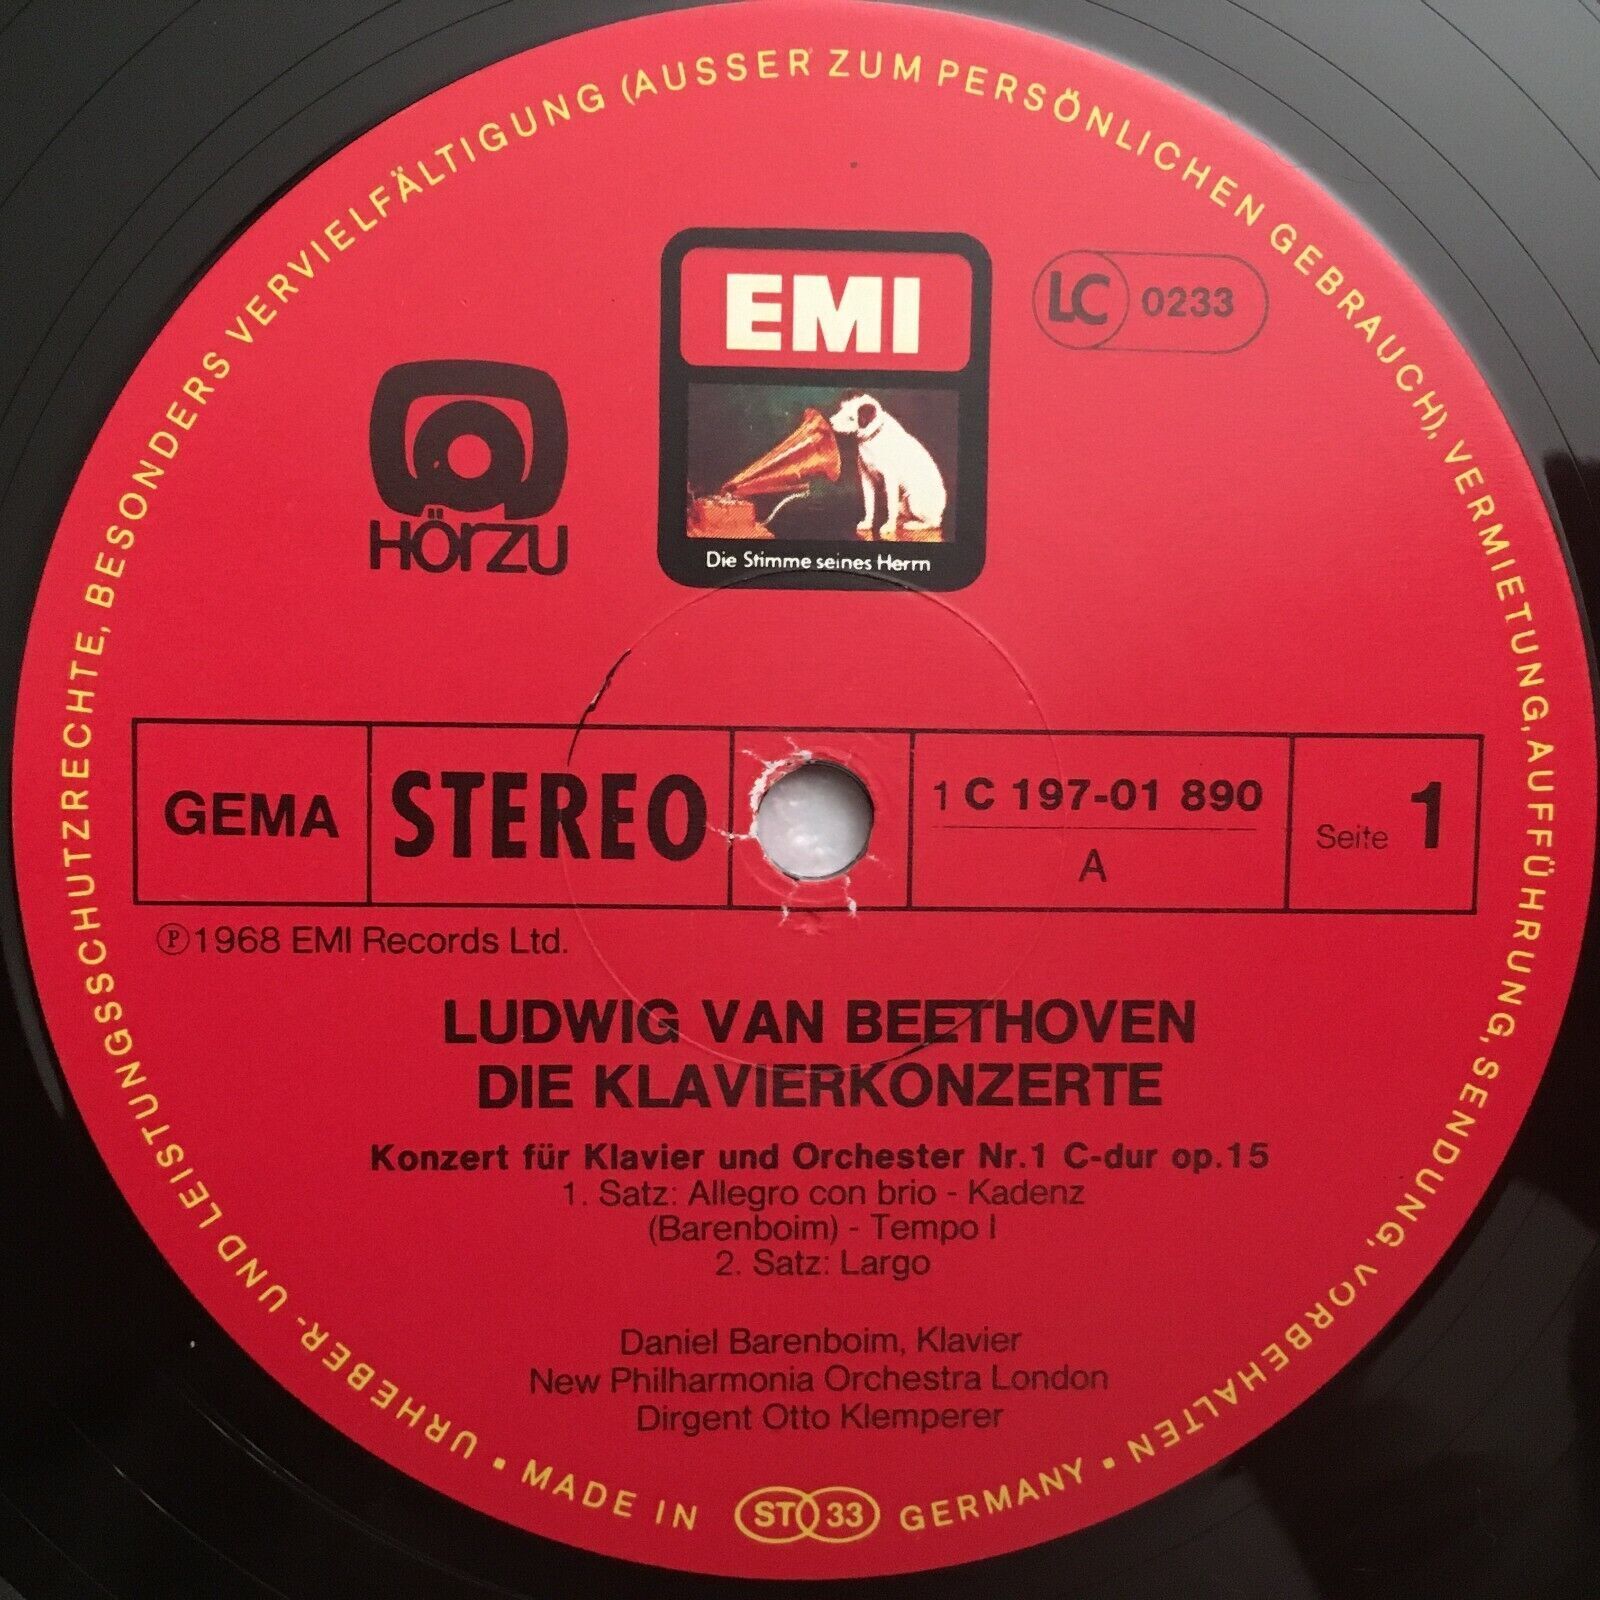 URHEBER- UND LEISTUNGSSCHUTZRECHTE, BESONDERS VERVIELFÄLTIGUNG (AUSSER ZUM PERSÖNLICHEN GEBRAUCH), VERMIETUNG, AUFFÜHRUNG, SENDUNG, VORBEHALTEN
EMI
LC 0233
HÖRZU
Die Stimme seines Herrn
GEMA
STEREO
1 C 197-01 890
A
Seite 1
℗1968 EMI Records Ltd.
LUDWIG VAN BEETHOVEN
DIE KLAVIERKONZERTE
Konzert für Klavier und Orchester Nr.1 C-dur op.15
1. Satz: Allegro con brio - Kadenz
(Barenboim) - Tempo I
2. Satz: Largo
Daniel Barenboim, Klavier
New Philharmonia Orchestra London
Dirgent Otto Klemperer
• MADE IN ST 33 GERMANY •